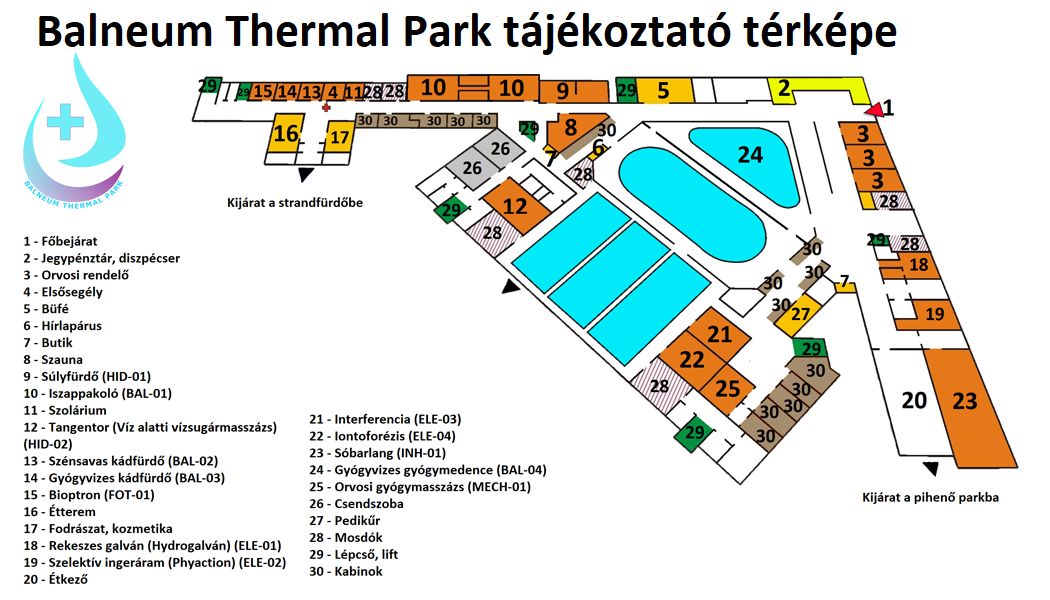 Balneum Thermal Park tájékoztató térképe
29
29
15
14
13
4
11
28
28
10
10
9
29
5
2
1
16
17
30
30
30
30
30
29
8
30
7
6
28
26
26
24
3
3
3
28
BALNEUM THERMAL PARK
Kijárat a strandfürdőbe
29
12
28
29
28
18
30
30
30
30
7
27
19
21
22
25
28
29
29
30
30
30
30
30
20
23
Kijárat a pihenő parkba
1 - Főbejárat
2 - Jegypénztár, diszpécser
3 - Orvosi rendelő
4 - Elsősegély
5 - Büfé
6 - Hírlapárus
7 - Butik
8 - Szauna
9 - Súlyfürdő (HID-01)
10 - Iszappakoló (BAL-01)
11 - Szolárium
12 - Tangentor (Víz alatti vízsugármasszázs)
(HID-02)
13 - Szénsavas kádfürdő (BAL-02)
14 - Gyógyvizes kádfürdő (BAL-03)
15 - Bioptron (FOT-01)
16 - Étterem
17 - Fodrászat, kozmetika
18 - Rekeszes galván (Hydrogalván) (ELE-01)
19 - Szelektív ingeráram (Phyaction) (ELE-02)
20 - Étkező
21 - Interferencia (ELE-03)
22 - Iontoforézis (ELE-04)
23 - Sóbarlang (INH-01)
24 - Gyógyvizes gyógymedence (BAL-04)
25 - Orvosi gyógymasszázs (MECH-01)
26 - Csendszoba
27 - Pedikűr
28 - Mosdók
29 - Lépcső, lift
30 - Kabinok